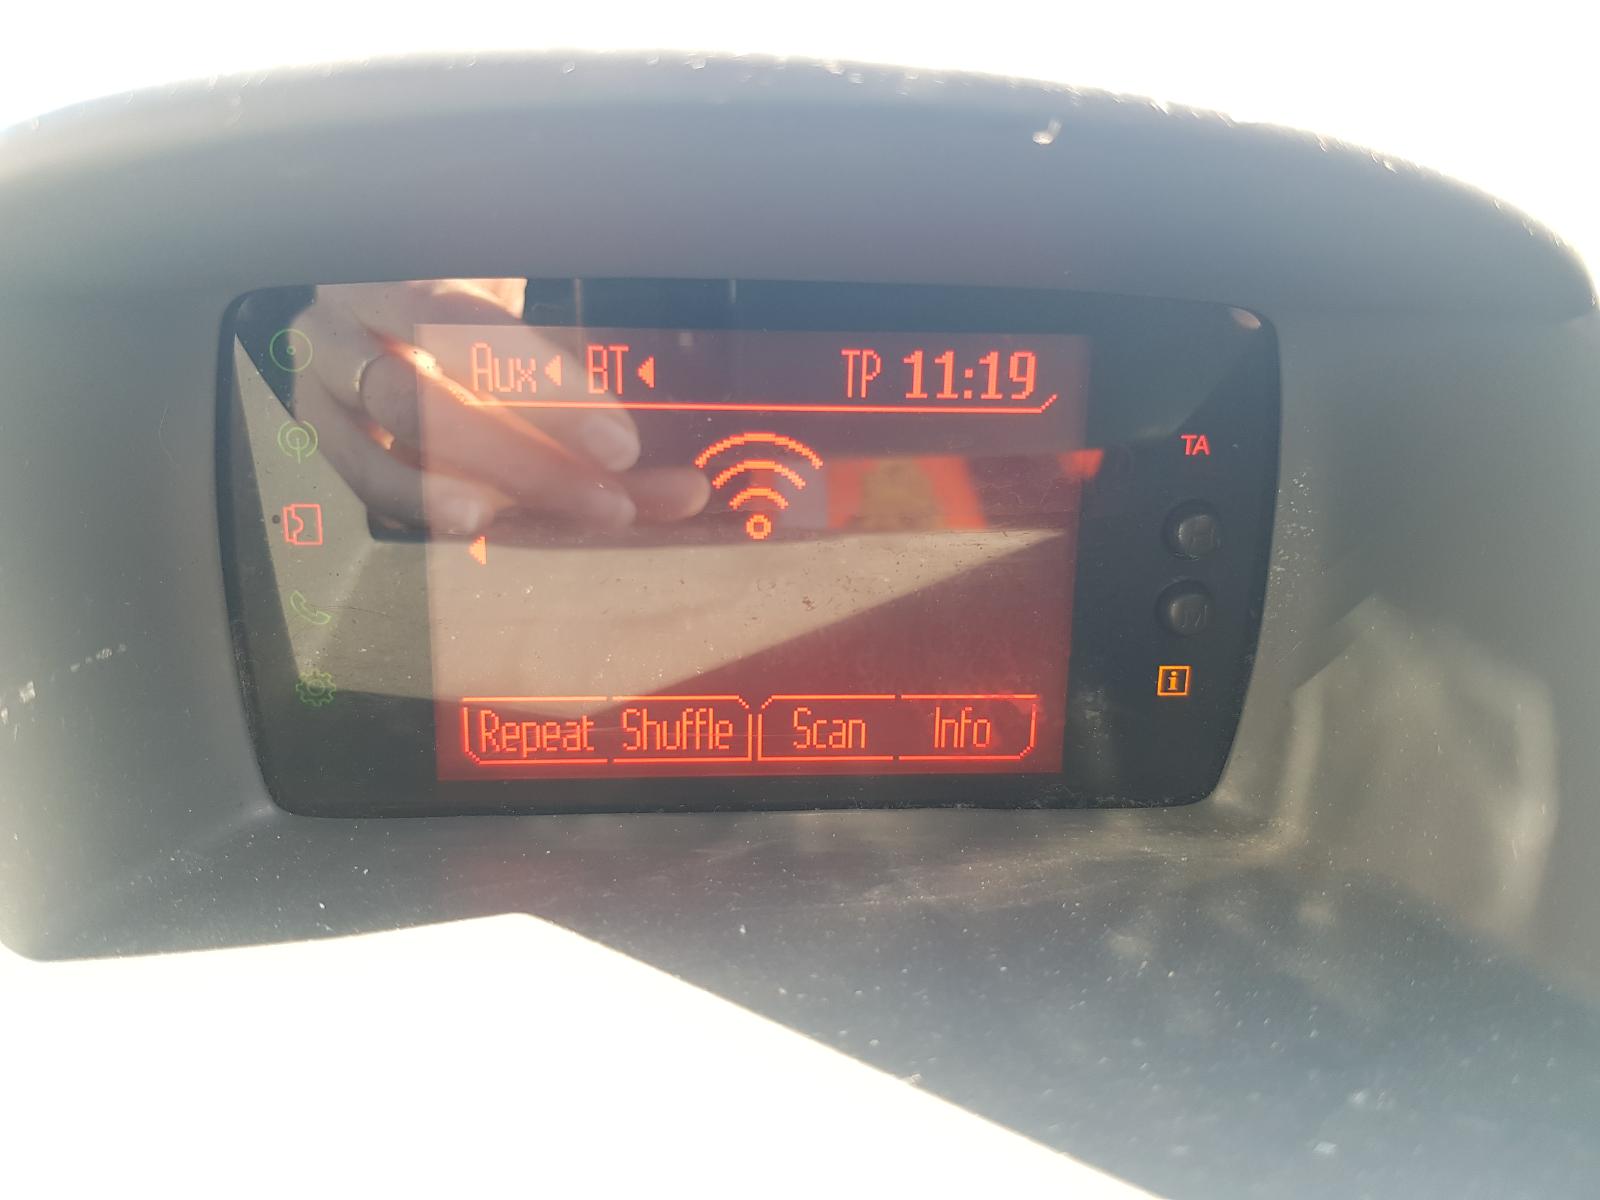 Aux BT TP 11:19
TA
i
Repeat Shuffle Scan Info